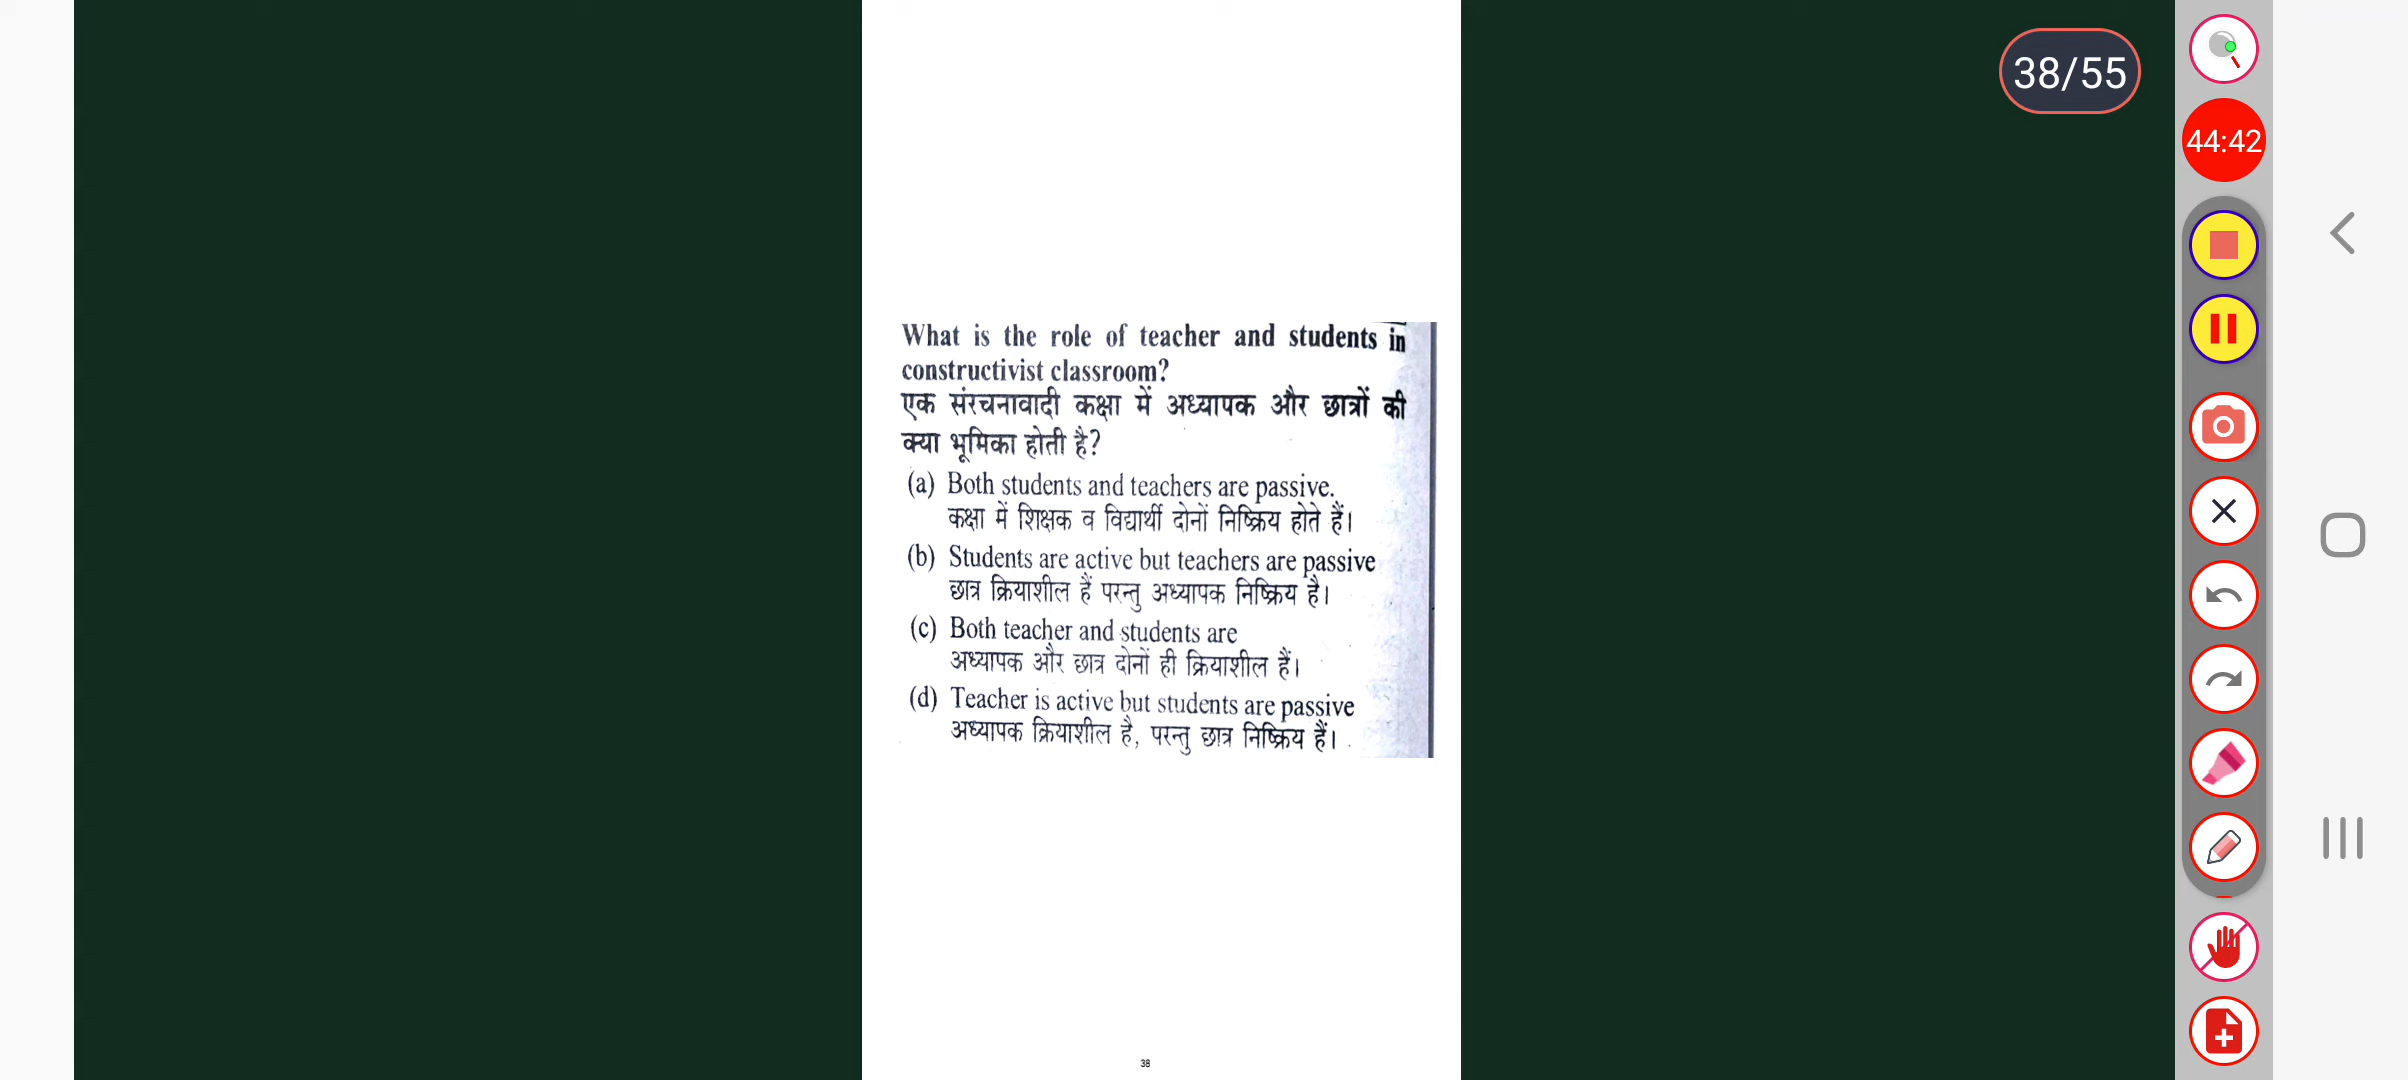 38/55
44:42
What is the role of teacher and students in
constructivist classroom?
एक संरचनावादी कक्षा में अध्यापक और छात्रों की
क्या भूमिका होती है?
(a) Both students and teachers are passive.
कक्षा में शिक्षक व विद्यार्थी दोनों निष्क्रिय होते हैं।
(b) Students are active but teachers are passive
छात्र क्रियाशील हैं परन्तु अध्यापक निष्क्रिय है।
(c) Both teacher and students are
अध्यापक और छात्र दोनों ही क्रियाशील हैं।
(d) Teacher is active but students are passive
अध्यापक क्रियाशील है, परन्तु छात्र निष्क्रिय हैं।
38